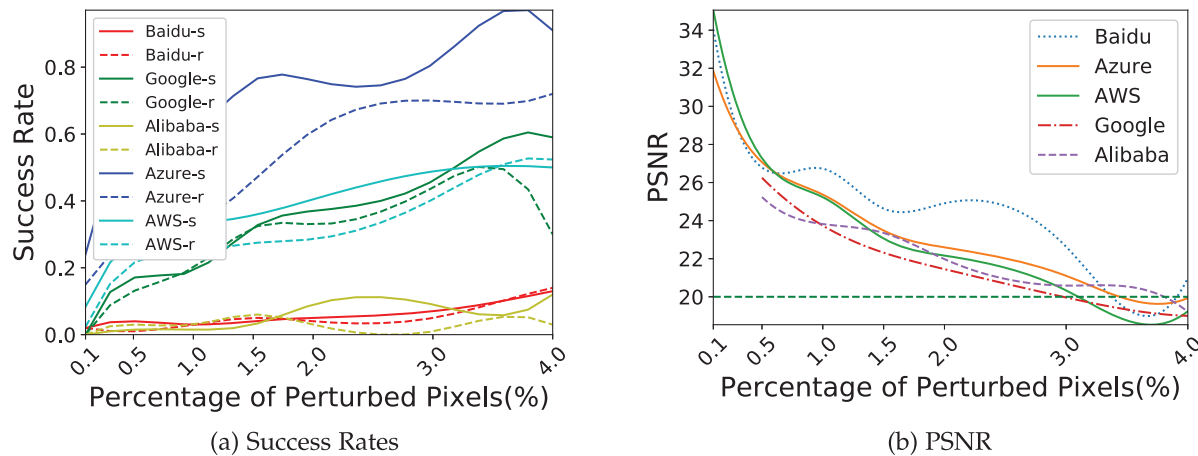 Baidu-s
Baidu-r
Google-s
Google-r
Alibaba-s
Alibaba-r
Azure-s
Azure-r
AWS-s
AWS-r
Success Rate
0.8
0.6
0.4
0.2
0.0
0.1
0.5
1.0
1.5
2.0
3.0
4.0
Percentage of Perturbed Pixels(%)
(a) Success Rates
Baidu
Azure
AWS
Google
Alibaba
PSNR
34
32
30
28
26
24
22
20
0.1
0.5
1.0
1.5
2.0
3.0
4.0
Percentage of Perturbed Pixels(%)
(b) PSNR